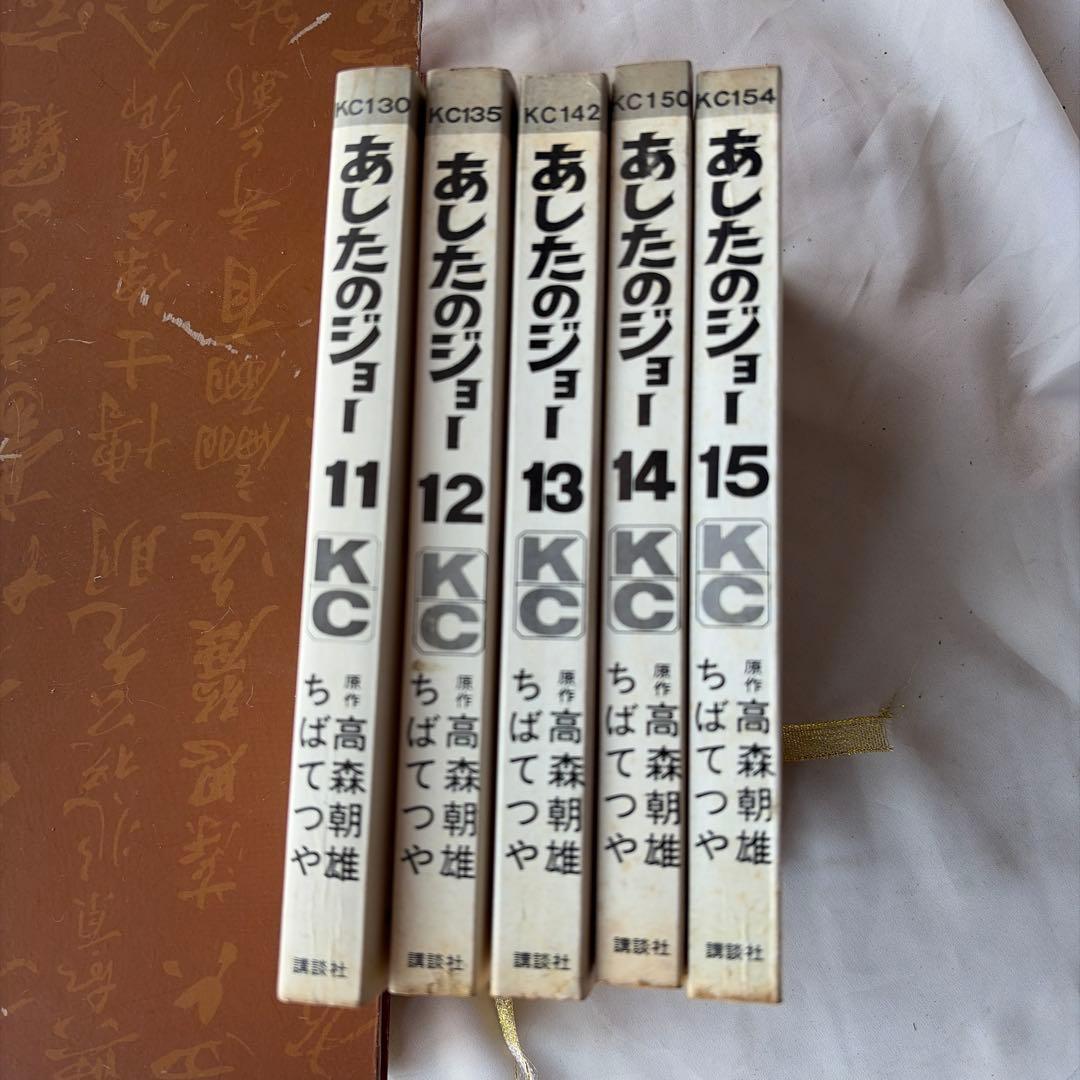 KC130
あしたのジョー
11
KC
原作 高森朝雄
ちばてつや
講談社
KC135
あしたのジョー
12
KC
原作 高森朝雄
ちばてつや
講談社
KC142
あしたのジョー
13
KC
原作 高森朝雄
ちばてつや
講談社
KC150
あしたのジョー
14
KC
原作 高森朝雄
ちばてつや
講談社
KC154
あしたのジョー
15
KC
原作 高森朝雄
ちばてつや
講談社